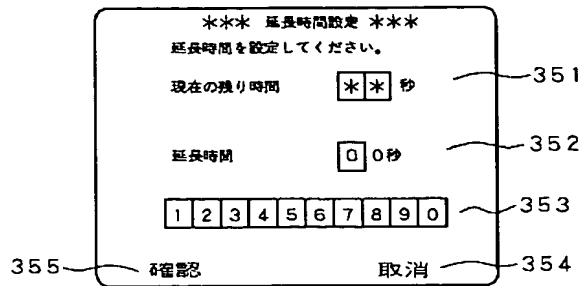 *** 延長時間設定 ***
延長時間を設定してください。
現在の残り時間 ** 秒 351
延長時間 00秒 352
1 2 3 4 5 6 7 8 9 0 353
355 確認 取消 354